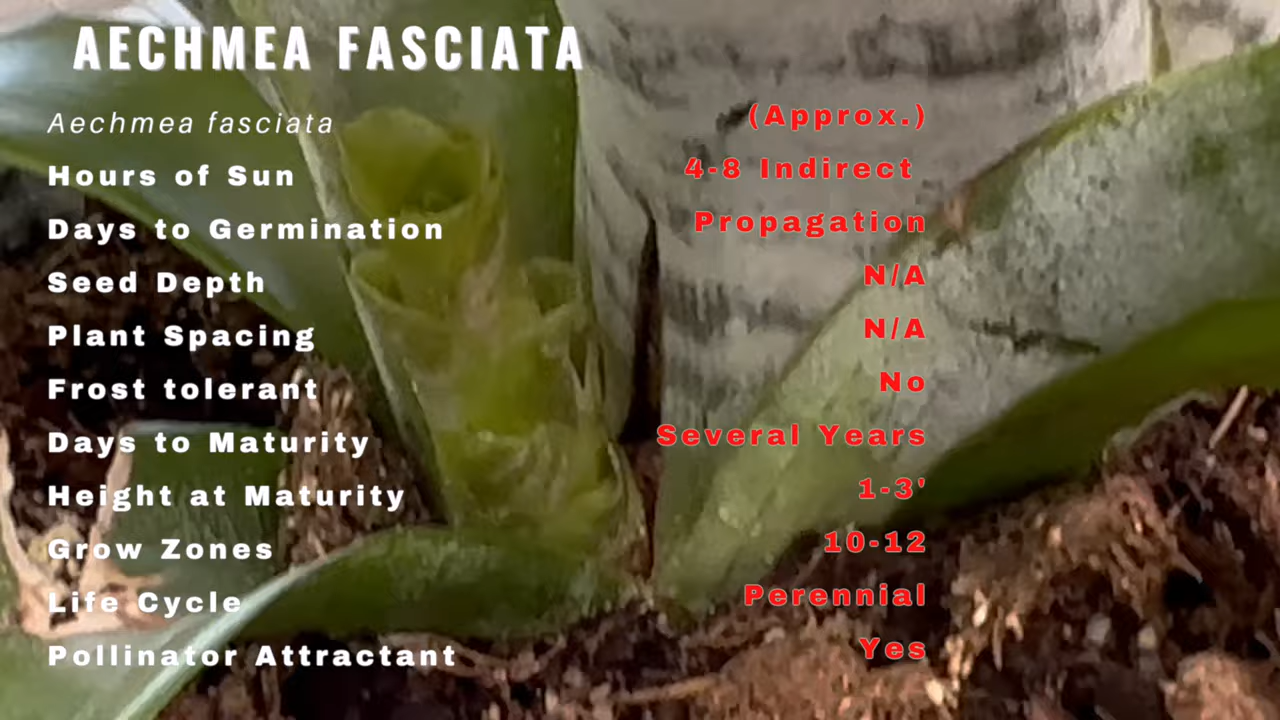 AECHMEA FASCIATA
Aechmea fasciata (Approx.)
Hours of Sun 4-8 Indirect
Days to Germination Propagation
Seed Depth N/A
Plant Spacing N/A
Frost tolerant No
Days to Maturity Several Years
Height at Maturity 1-3'
Grow Zones 10-12
Life Cycle Perennial
Pollinator Attractant Yes